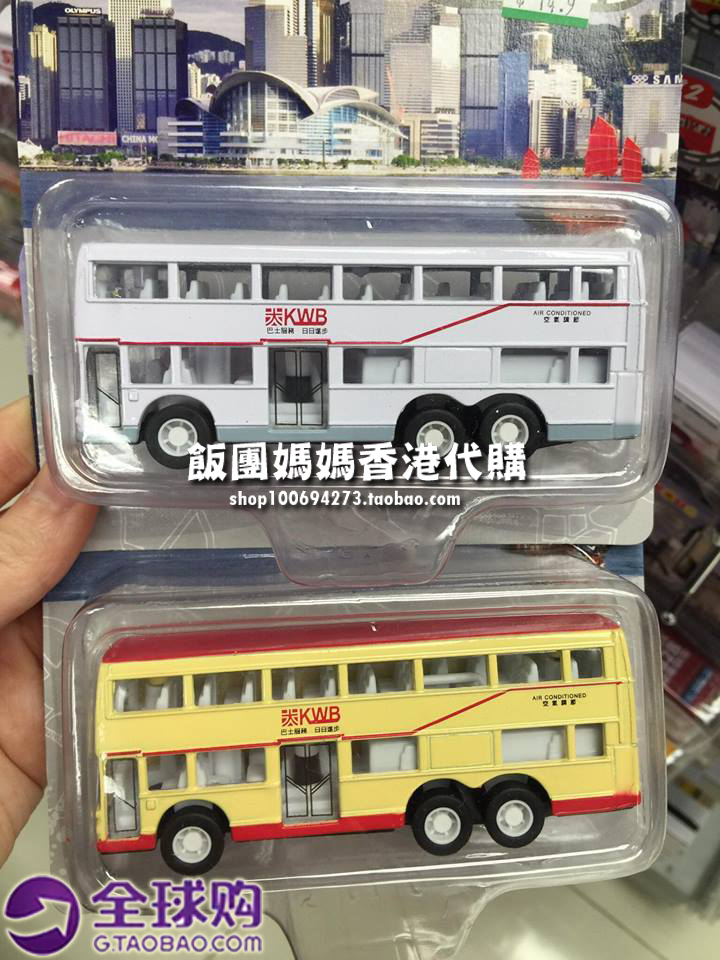 OLYMPUS
SAM
2
HITACHI
CHINA MO
KWB
巴士服務 日日進步
AIR CONDITIONED
空氣調節
飯團媽媽香港代購
shop100694273.taobao.com
KWB
巴士服務 日日進步
AIR CONDITIONED
空氣調節
全球购
G.TAOBAO.COM